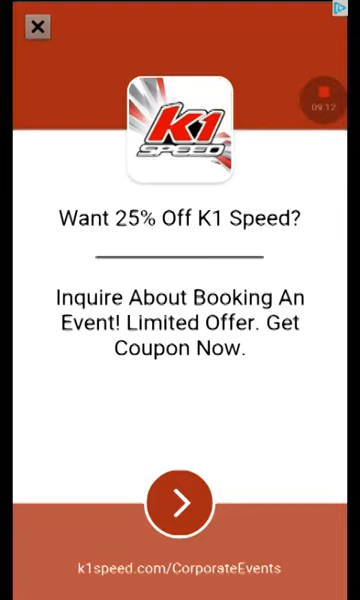 09:12
K1
SPEED
Want 25% Off K1 Speed?
Inquire About Booking An
Event! Limited Offer. Get
Coupon Now.
k1speed.com/CorporateEvents